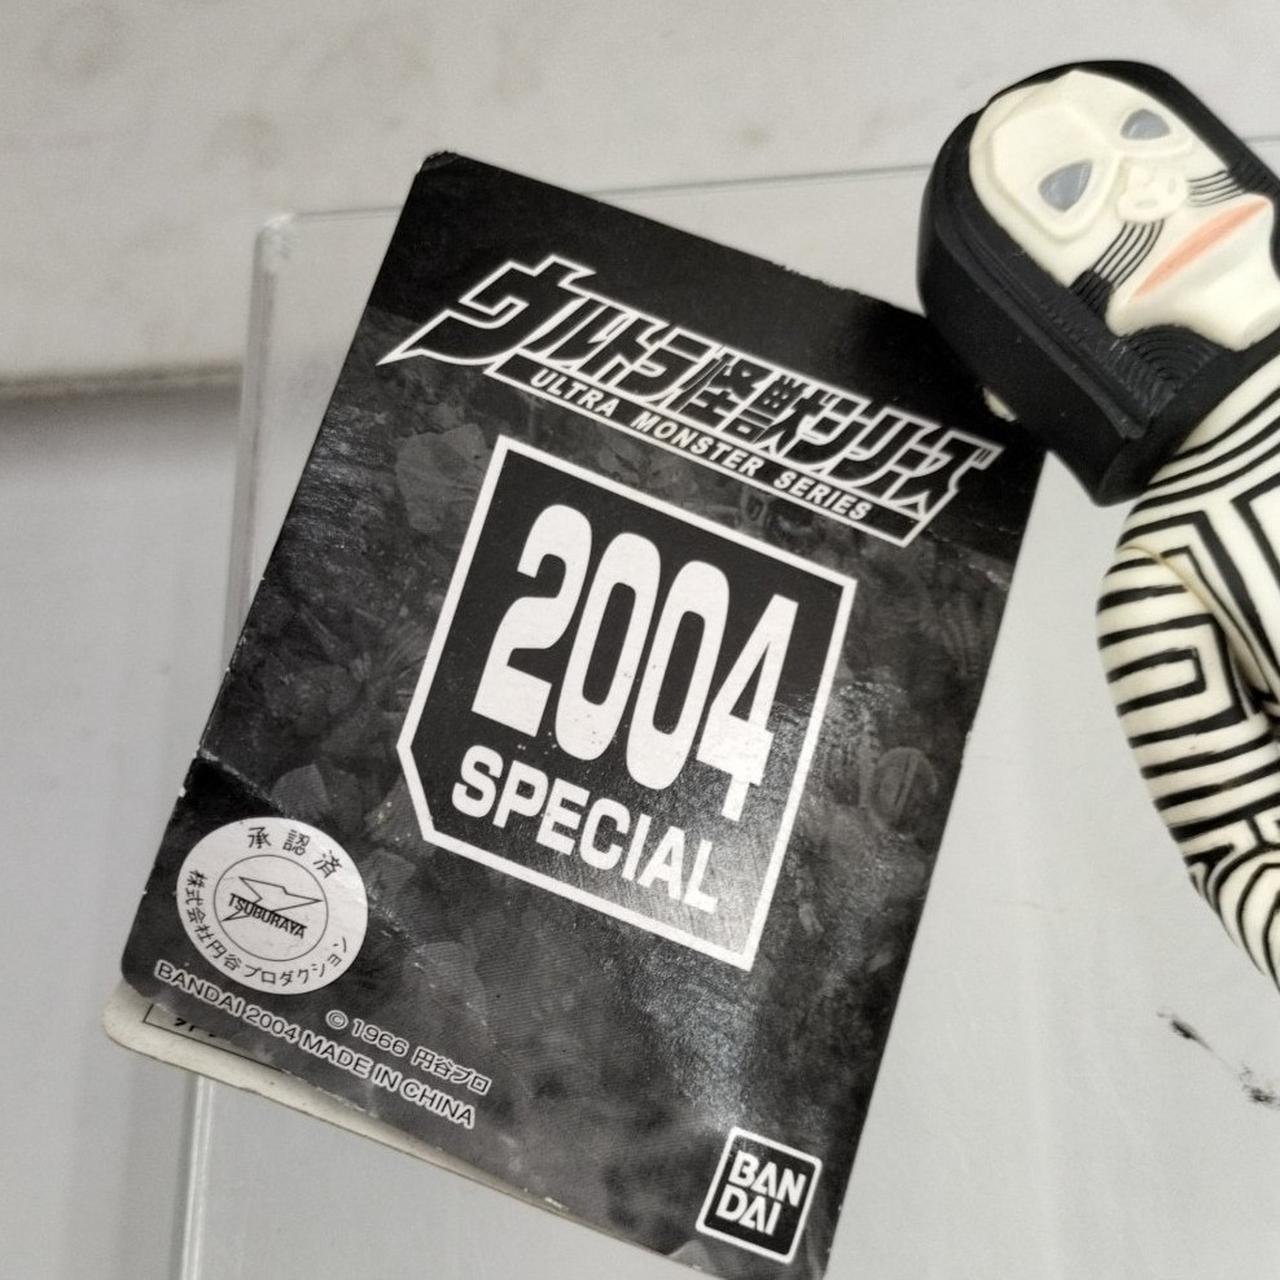 ウルトラ怪獣シリーズ
ULTRA MONSTER SERIES
2004
SPECIAL
承認済
TSUBURAYA
株式会社円谷プロダクション
© 1966 円谷プロ
BANDAI 2004 MADE IN CHINA
BAN
DAI